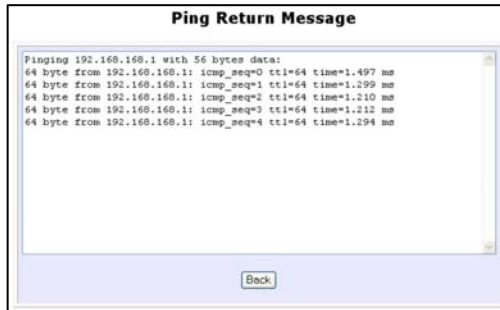 Ping Return Message
Pinging 192.168.168.1 with 56 bytes data:
64 byte from 192.168.168.1: icmp_seq=0 ttl=64 time=1.497 ms
64 byte from 192.168.168.1: icmp_seq=1 ttl=64 time=1.299 ms
64 byte from 192.168.168.1: icmp_seq=2 ttl=64 time=1.210 ms
64 byte from 192.168.168.1: icmp_seq=3 ttl=64 time=1.212 ms
64 byte from 192.168.168.1: icmp_seq=4 ttl=64 time=1.294 ms
Back